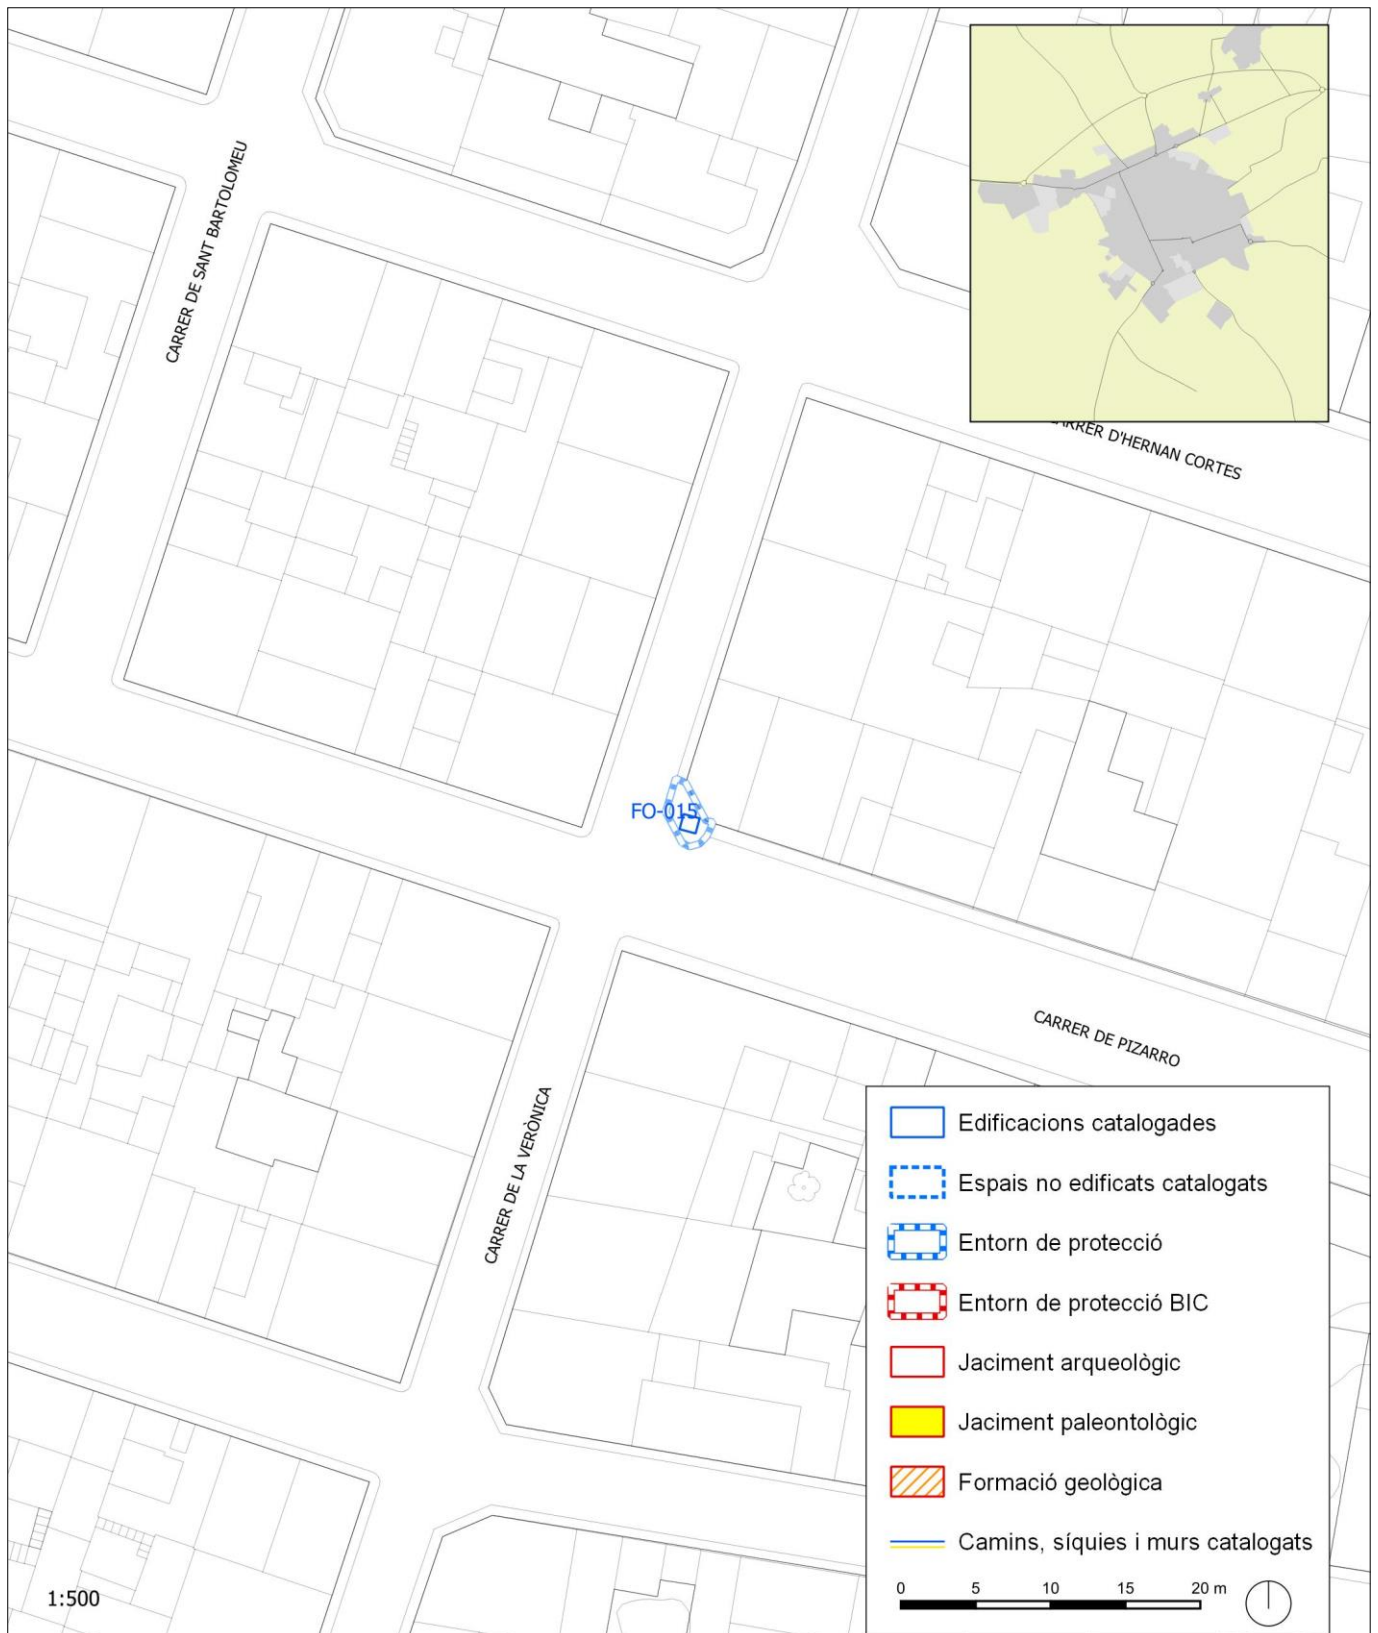 CARRER DE SANT BARTOLOMEU
CARRER D'HERNAN CORTES
FO-015
CARRER DE PIZARRO
CARRER DE LA VERÒNICA
Edificacions catalogades
Espais no edificats catalogats
Entorn de protecció
Entorn de protecció BIC
Jaciment arqueològic
Jaciment paleontològic
Formació geològica
Camins, síquies i murs catalogats
0 5 10 15 20 m
1:500